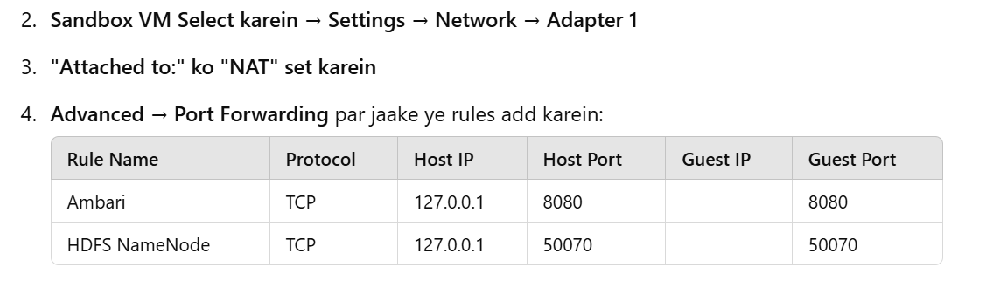 2. Sandbox VM Select karein → Settings → Network → Adapter 1
3. "Attached to:" ko "NAT" set karein
4. Advanced → Port Forwarding par jaake ye rules add karein:
Rule Name Protocol Host IP Host Port Guest IP Guest Port
Ambari TCP 127.0.0.1 8080 8080
HDFS NameNode TCP 127.0.0.1 50070 50070